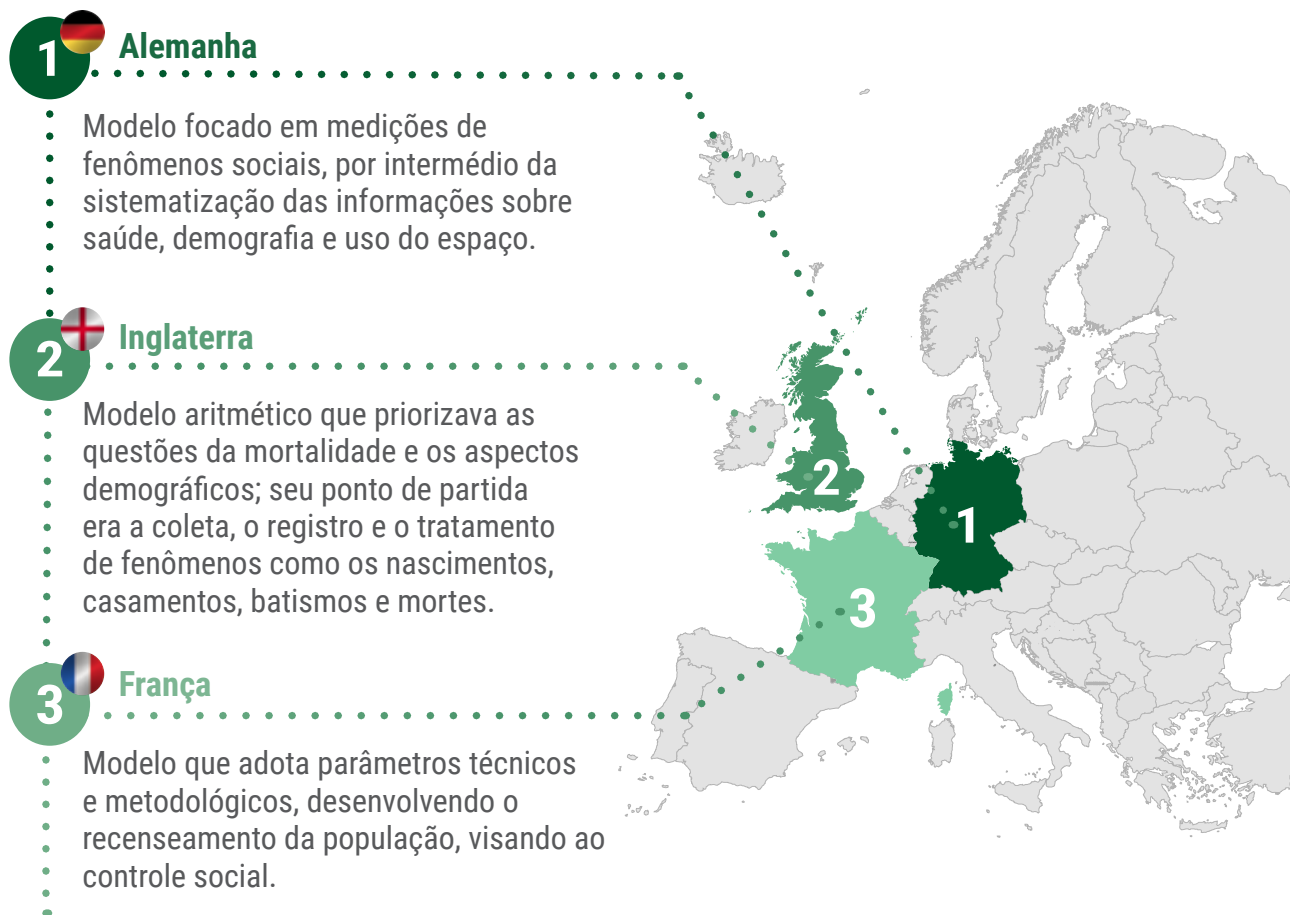 1
Alemanha
Modelo focado em medições de
fenômenos sociais, por intermédio da
sistematização das informações sobre
saúde, demografia e uso do espaço.
2
Inglaterra
Modelo aritmético que priorizava as
questões da mortalidade e os aspectos
demográficos; seu ponto de partida
era a coleta, o registro e o tratamento
de fenômenos como os nascimentos,
casamentos, batismos e mortes.
3
França
Modelo que adota parâmetros técnicos
e metodológicos, desenvolvendo o
recenseamento da população, visando ao
controle social.
2
1
3